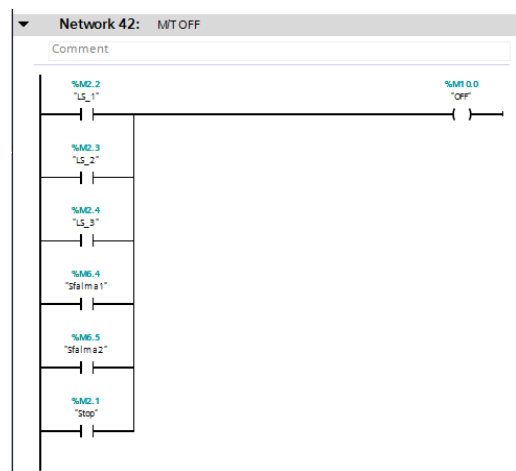 Network 42: M/T OFF
Comment
%M2.2 %M10.0
"LS_1" "OFF"
%M2.3
"LS_2"
%M2.4
"LS_3"
%M6.4
"Sfalma1"
%M6.5
"Sfalma2"
%M2.1
"Stop"